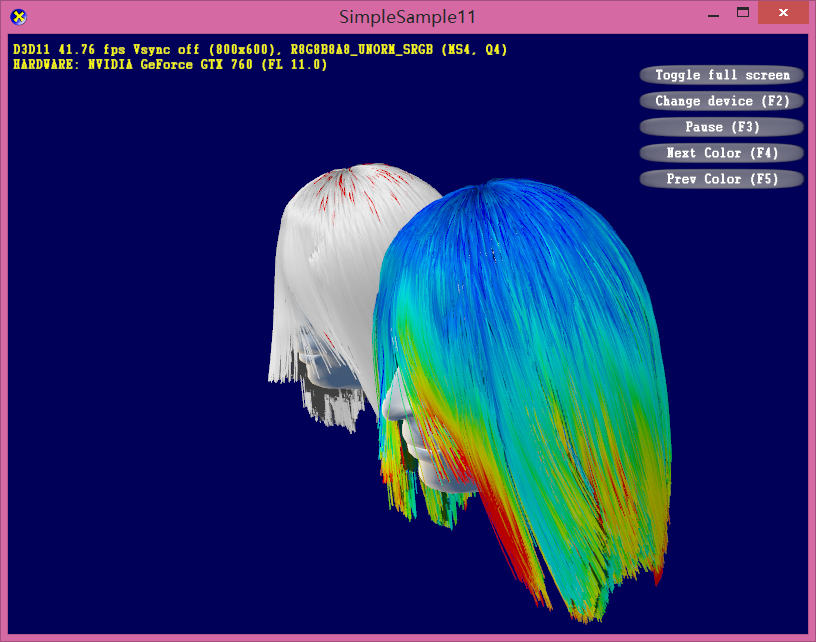 SimpleSample11
D3D11 41.76 fps Vsync off (800x600), R8G8B8A8_UNORM_SRGB (MS4, Q4)
HARDWARE: NVIDIA GeForce GTX 760 (FL 11.0)
Toggle full screen
Change device (F2)
Pause (F3)
Next Color (F4)
Prev Color (F5)